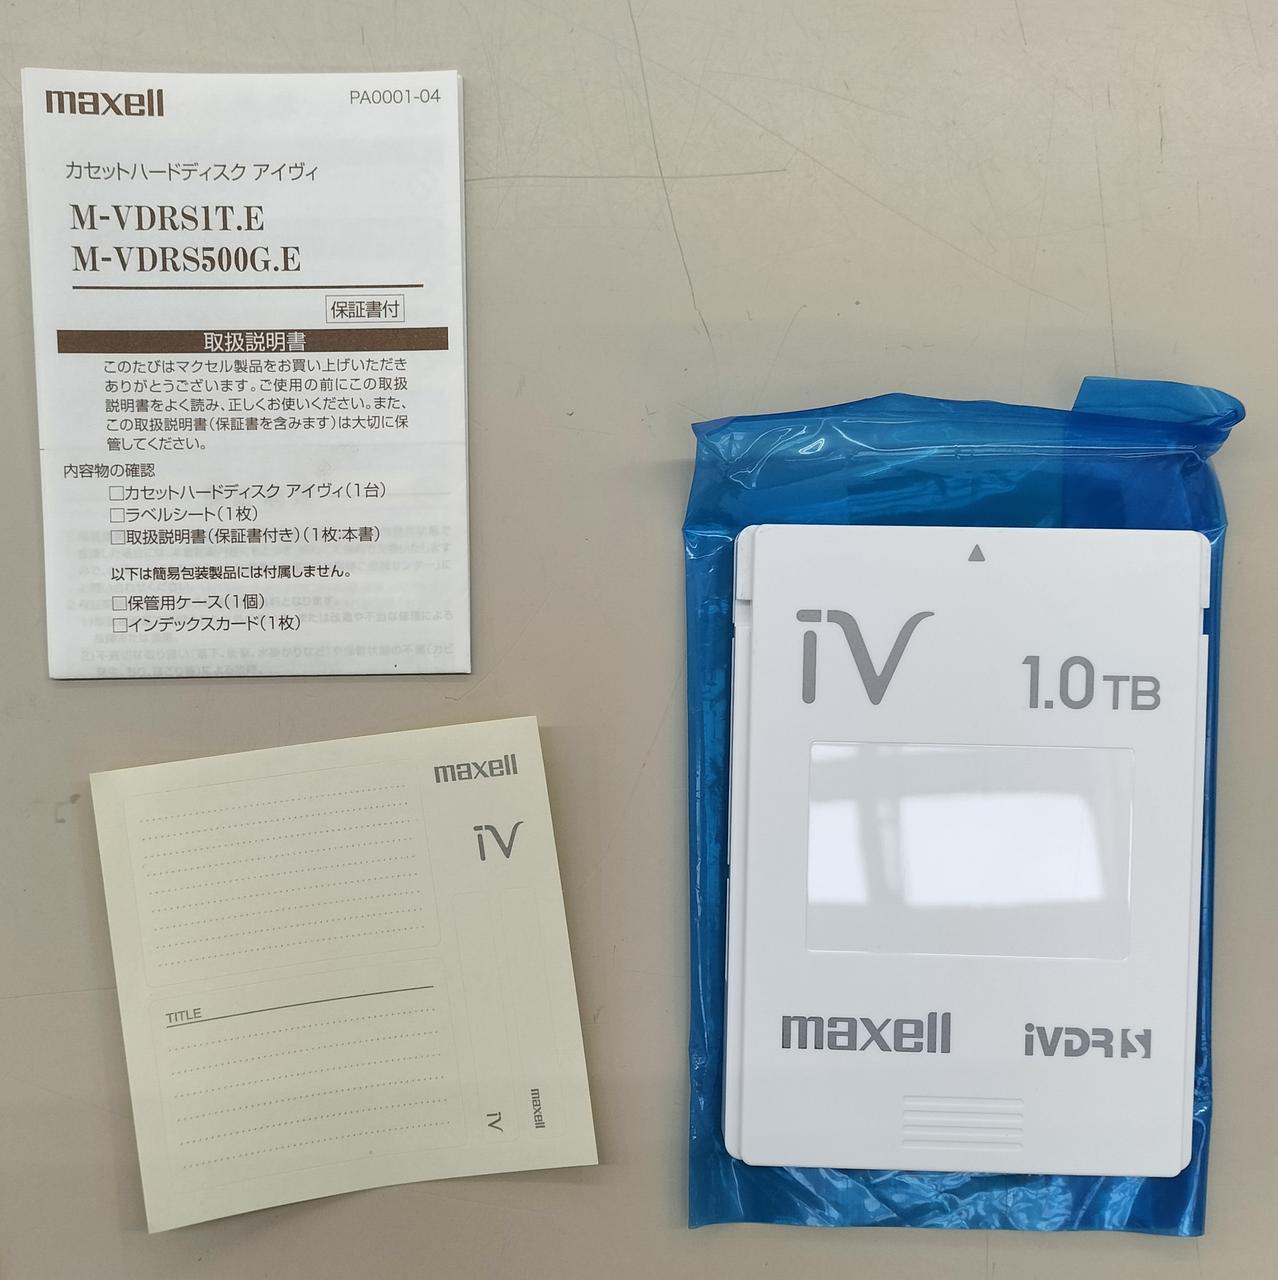 maxell
PA0001-04
カセットハードディスク アイヴィ
M-VDRS1T.E
M-VDRS500G.E
保証書付
取扱説明書
このたびはマクセル製品をお買い上げいただき
ありがとうございます。ご使用の前にこの取扱
説明書をよく読み、正しくお使いください。また、
この取扱説明書(保証書を含みます)は大切に保
管してください。
内容物の確認
□カセットハードディスク アイヴィ(1台)
□ラベルシート(1枚)
□取扱説明書(保証書付き)(1枚:本書)
以下は簡易包装製品には付属しません。
□保管用ケース(1個)
□インデックスカード(1枚)
maxell
iV
TITLE
iV
maxell
iV
1.0TB
maxell
iVDR S